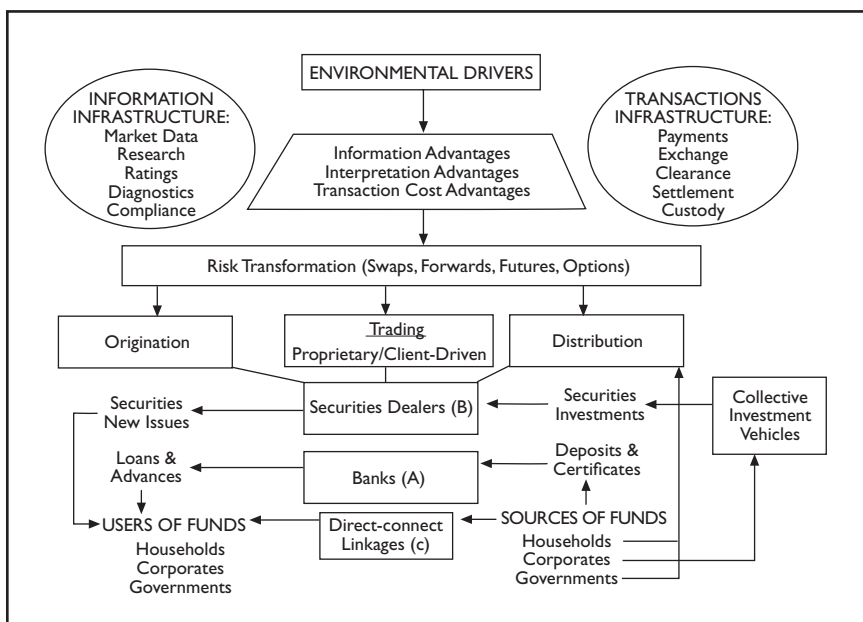 ENVIRONMENTAL DRIVERS
INFORMATION
INFRASTRUCTURE:
Market Data
Research
Ratings
Diagnostics
Compliance
TRANSACTIONS
INFRASTRUCTURE:
Payments
Exchange
Clearance
Settlement
Custody
Information Advantages
Interpretation Advantages
Transaction Cost Advantages
Risk Transformation (Swaps, Forwards, Futures, Options)
Origination
Trading
Proprietary/Client-Driven
Distribution
Securities
New Issues
Securities Dealers (B)
Securities
Investments
Collective
Investment
Vehicles
Loans &
Advances
Banks (A)
Deposits &
Certificates
USERS OF FUNDS
Households
Corporates
Governments
Direct-connect
Linkages (c)
SOURCES OF FUNDS
Households
Corporates
Governments